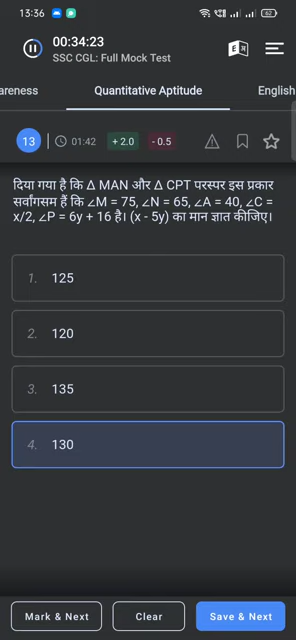 13:36
62
00:34:23
SSC CGL: Full Mock Test
areness
Quantitative Aptitude
English
13
01:42
+ 2.0
- 0.5
दिया गया है कि Δ MAN और Δ CPT परस्पर इस प्रकार
सर्वांगसम हैं कि ∠M = 75, ∠N = 65, ∠A = 40, ∠C =
x/2, ∠P = 6y + 16 है। (x - 5y) का मान ज्ञात कीजिए।
1. 125
2. 120
3. 135
4. 130
Mark & Next
Clear
Save & Next